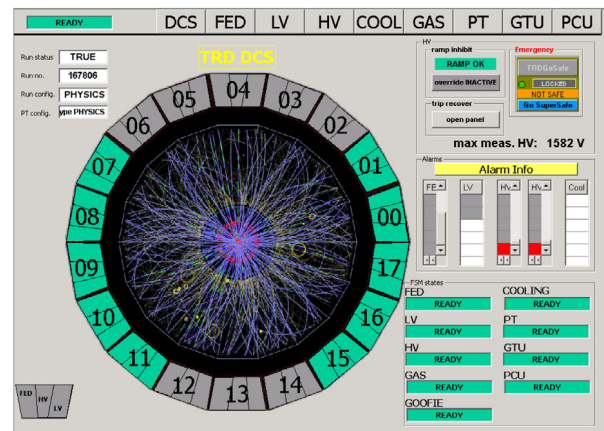 READY DCS FED LV HV COOL GAS PT GTU PCU
Run status TRUE
Run no. 167806
Run config. PHYSICS
PT config. ype PHYSICS
TRD DCS
04
03
02
01
00
17
16
15
14
13
12
11
10
09
08
07
06
05
FED HV LV
HV
ramp inhibit
RAMP OK
override INACTIVE
trip recover
open panel
Emergency
TRDGoSafe
LOCKED
NOT SAFE
Go SuperSafe
max meas. HV: 1582 V
Alarms
Alarm Info
FE LV HV HV Cool
FSM states
FED COOLING
READY READY
LV PT
READY READY
HV GTU
READY READY
GAS PCU
READY READY
GOOFIE
READY